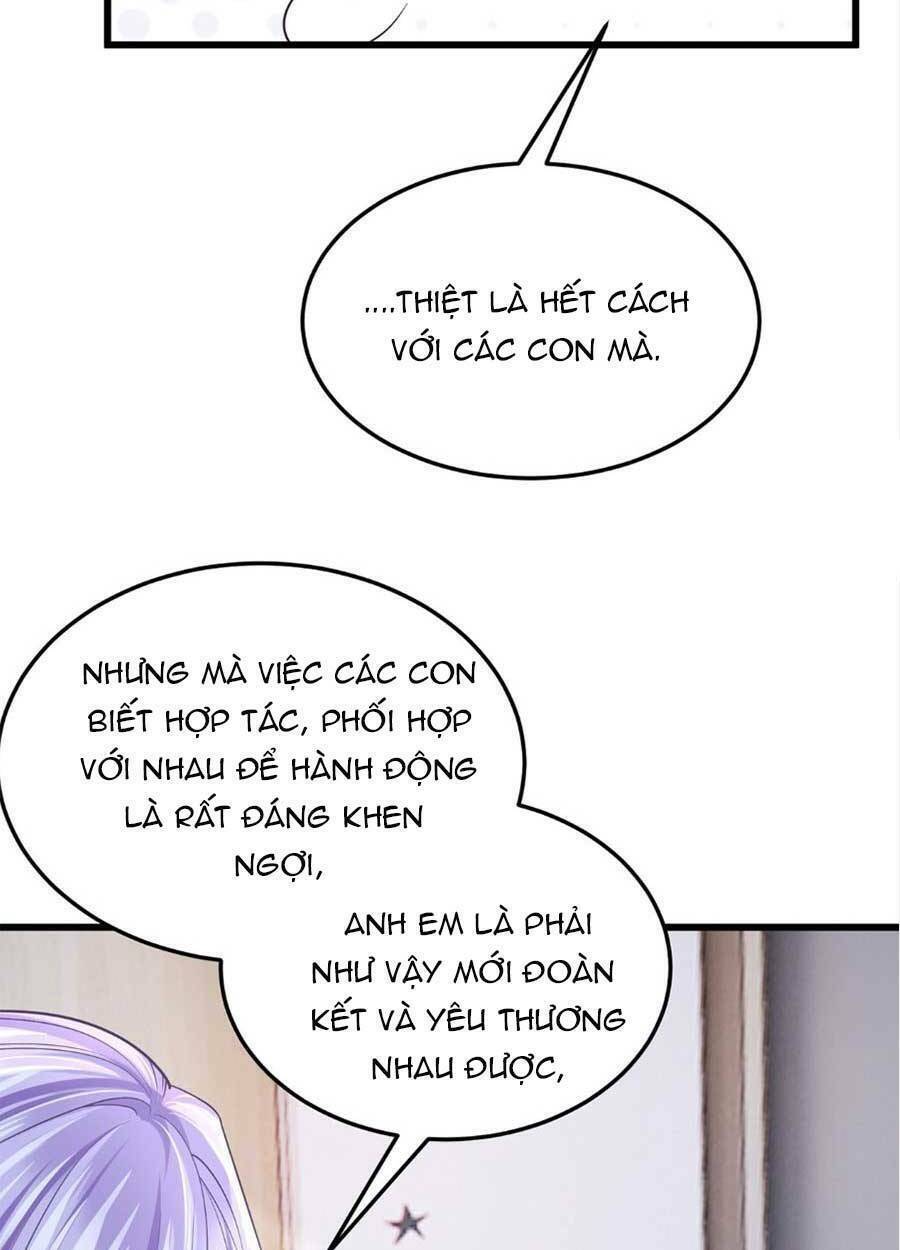 ....THIỆT LÀ HẾT CÁCH
VỚI CÁC CON MÀ.
NHƯNG MÀ VIỆC CÁC CON
BIẾT HỢP TÁC, PHỐI HỢP
VỚI NHAU ĐỂ HÀNH ĐỘNG
LÀ RẤT ĐÁNG KHEN
NGỢI,
ANH EM LÀ PHẢI
NHƯ VẬY MỚI ĐOÀN
KẾT VÀ YÊU THƯƠNG
NHAU ĐƯỢC,